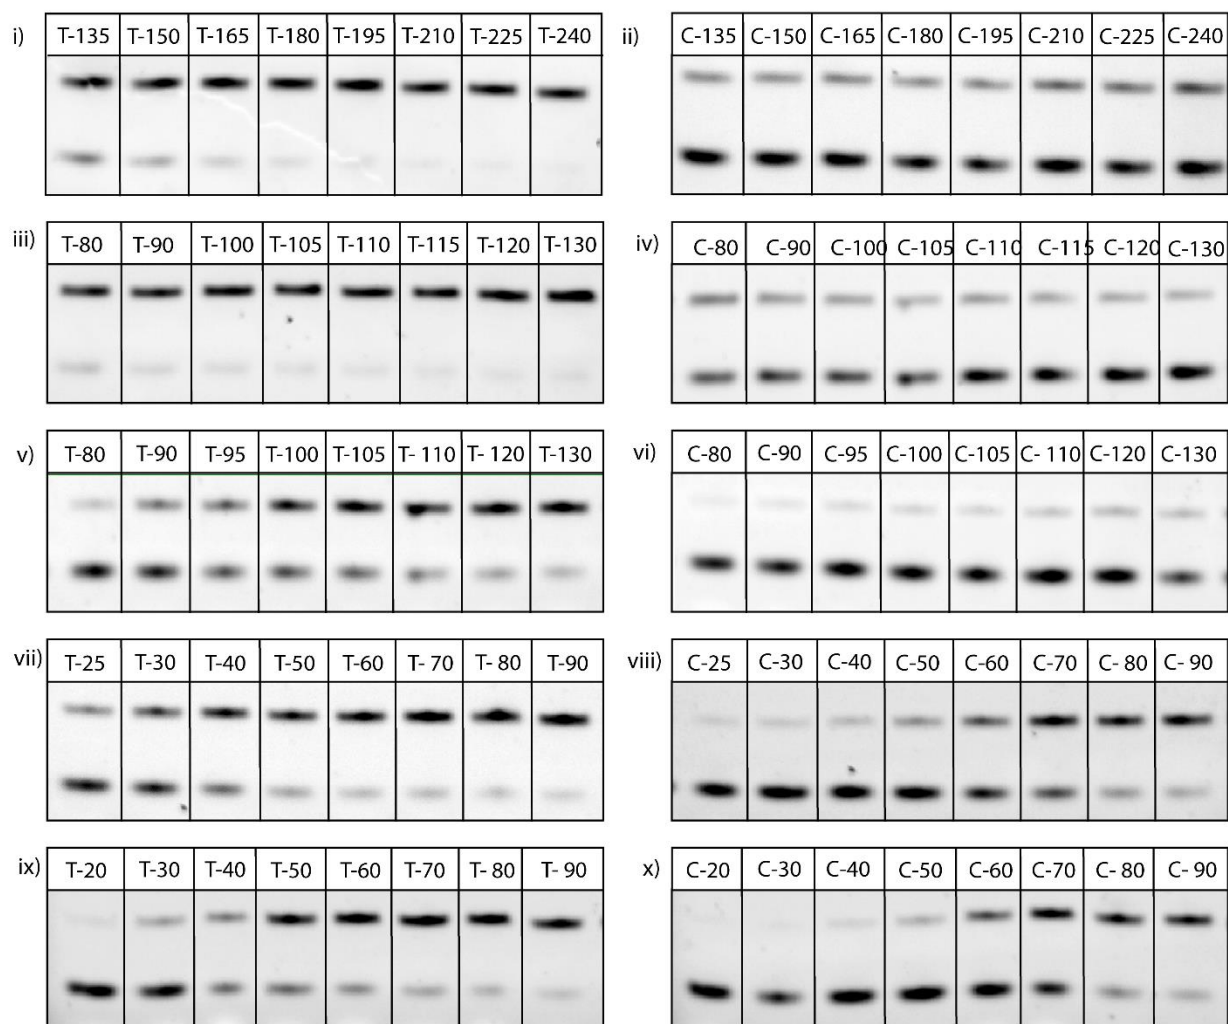 i) T-135 T-150 T-165 T-180 T-195 T-210 T-225 T-240
ii) C-135 C-150 C-165 C-180 C-195 C-210 C-225 C-240
iii) T-80 T-90 T-100 T-105 T-110 T-115 T-120 T-130
iv) C-80 C-90 C-100 C-105 C-110 C-115 C-120 C-130
v) T-80 T-90 T-95 T-100 T-105 T- 110 T- 120 T-130
vi) C-80 C-90 C-95 C-100 C-105 C- 110 C-120 C-130
vii) T-25 T-30 T-40 T-50 T-60 T- 70 T- 80 T-90
viii) C-25 C-30 C-40 C-50 C-60 C-70 C- 80 C- 90
ix) T-20 T-30 T-40 T-50 T-60 T-70 T- 80 T- 90
x) C-20 C-30 C-40 C-50 C-60 C-70 C- 80 C- 90